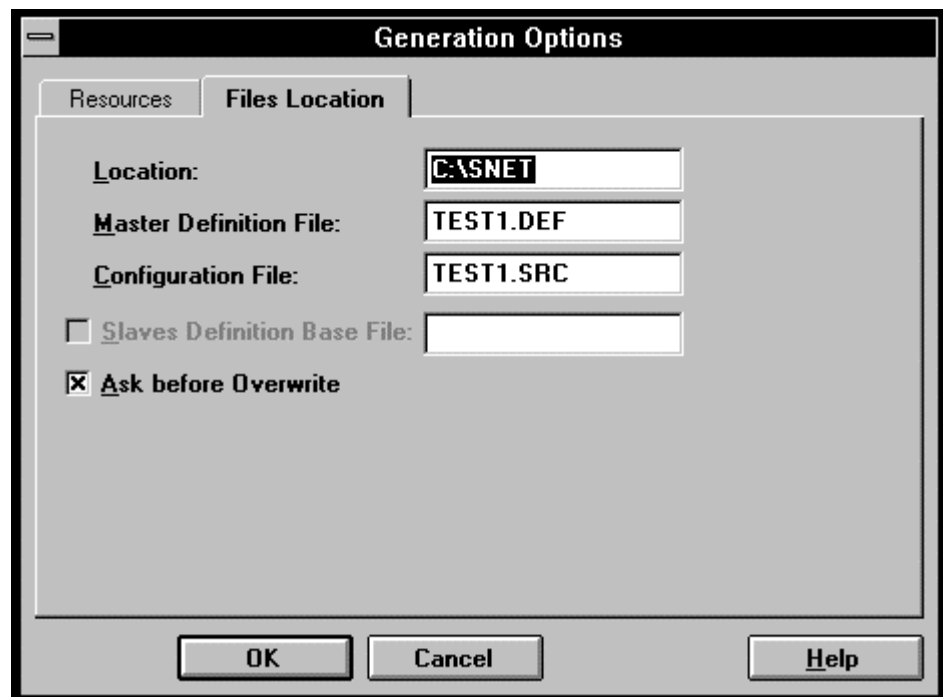 Generation Options
Resources Files Location
Location: C:\SNET
Master Definition File: TEST1.DEF
Configuration File: TEST1.SRC
Slaves Definition Base File:
Ask before Overwrite
OK Cancel Help